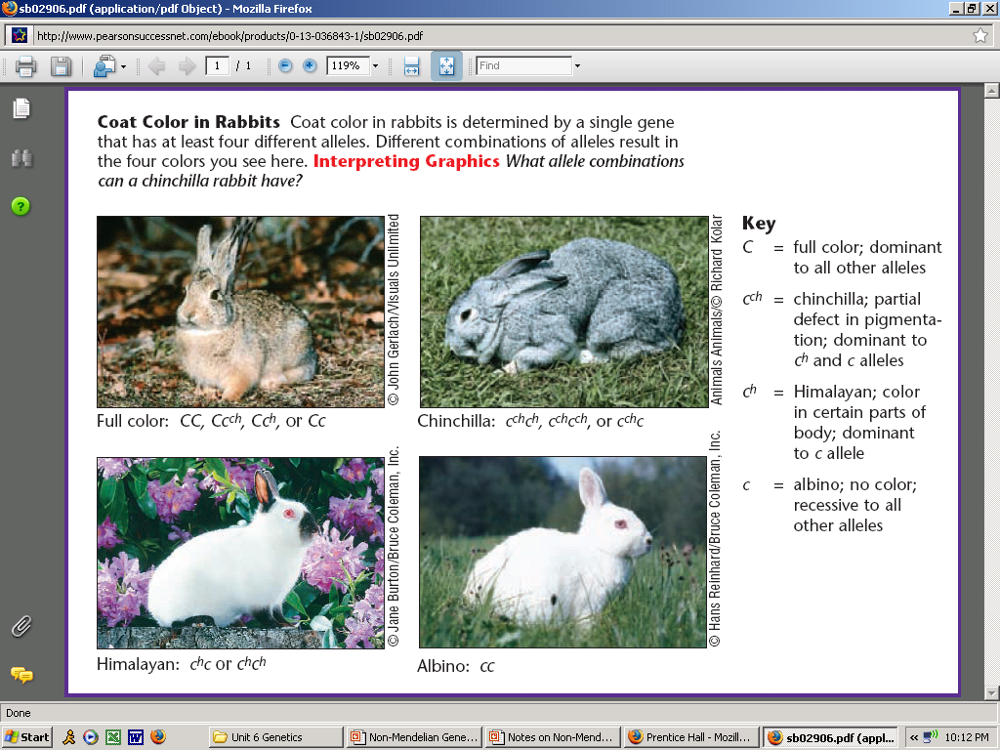 sb02906.pdf (application/pdf Object) - Mozilla Firefox
http://www.pearsonsuccessnet.com/ebook/products/0-13-036843-1/sb02906.pdf
1 / 1
119%
Find
Coat Color in Rabbits Coat color in rabbits is determined by a single gene
that has at least four different alleles. Different combinations of alleles result in
the four colors you see here. Interpreting Graphics What allele combinations
can a chinchilla rabbit have?
© John Gerlach/Visuals Unlimited
Full color: CC, Ccᶜʰ, Ccʰ, or Cc
Animals Animals/© Richard Kolar
Chinchilla: cᶜʰcʰ, cᶜʰcᶜʰ, or cᶜʰc
© Jane Burton/Bruce Coleman, Inc.
Himalayan: cʰc or cʰcʰ
© Hans Reinhard/Bruce Coleman, Inc.
Albino: cc
Key
C = full color; dominant
to all other alleles
cᶜʰ = chinchilla; partial
defect in pigmenta-
tion; dominant to
cʰ and c alleles
cʰ = Himalayan; color
in certain parts of
body; dominant
to c allele
c = albino; no color;
recessive to all
other alleles
Done
Start
Unit 6 Genetics
Non-Mendelian Gene...
Notes on Non-Mend...
Prentice Hall - Mozill...
sb02906.pdf (appl...
10:12 PM